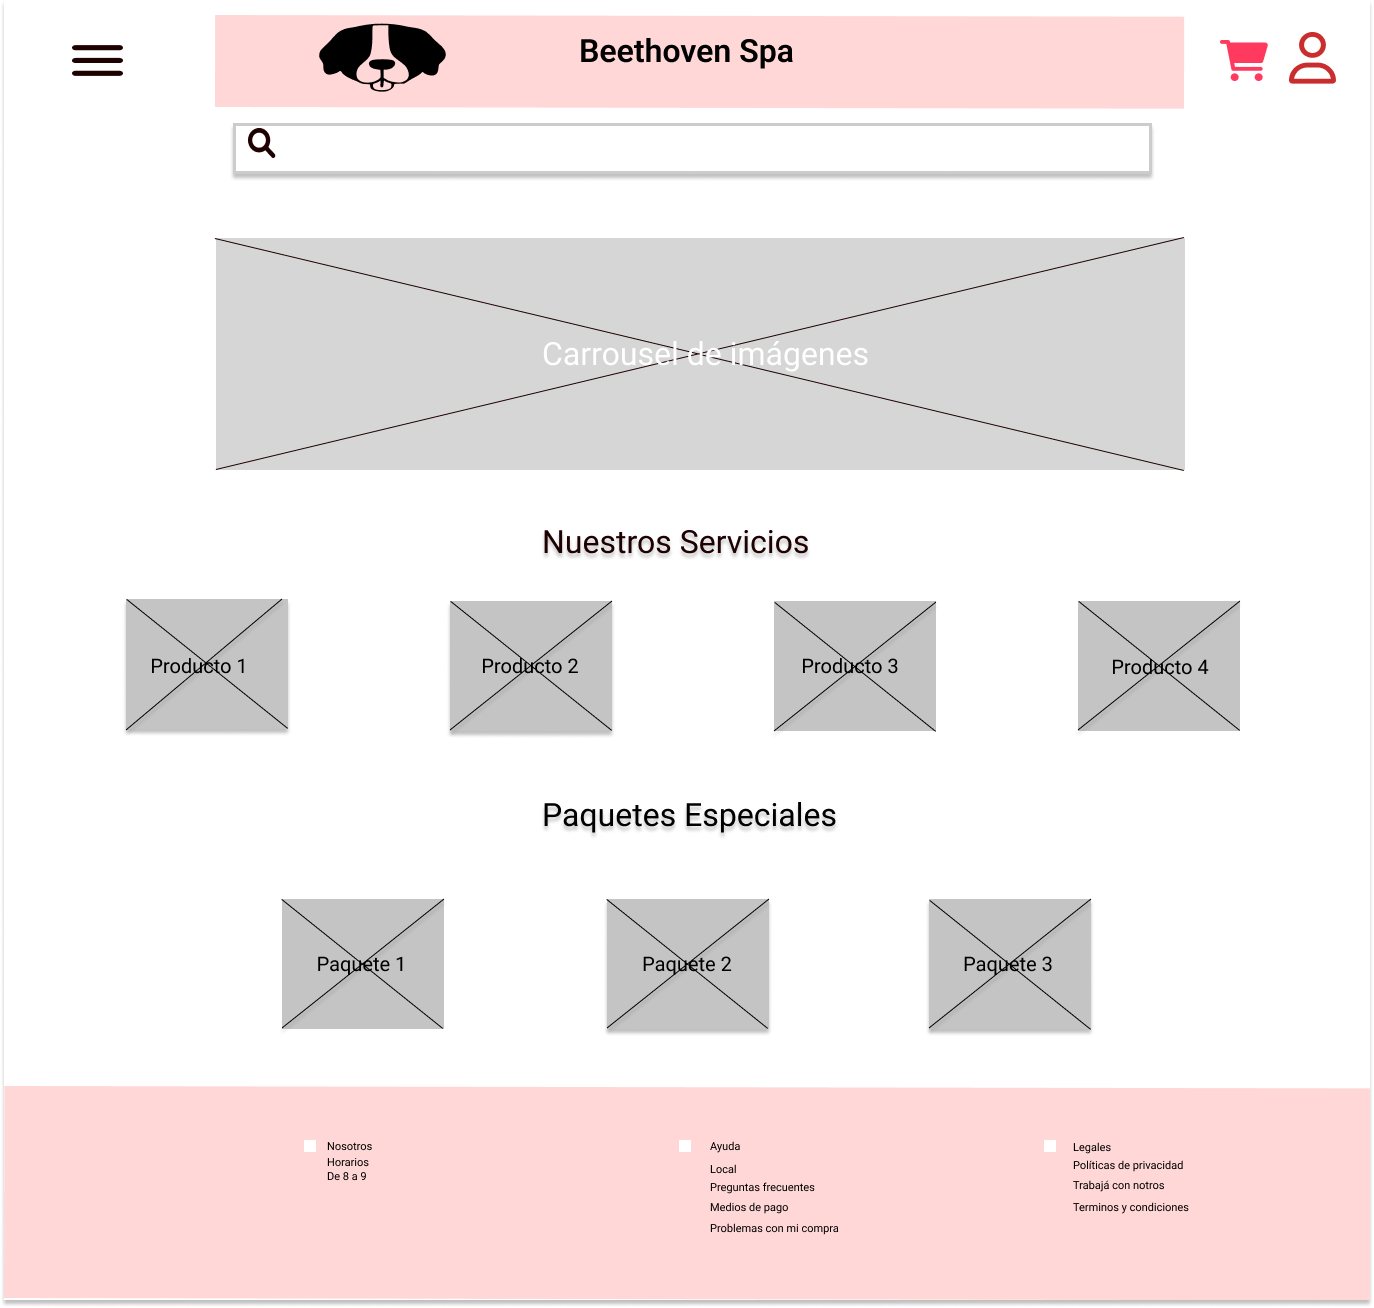 Beethoven Spa
Carrousel de imágenes
Nuestros Servicios
Producto 1
Producto 2
Producto 3
Producto 4
Paquetes Especiales
Paquete 1
Paquete 2
Paquete 3
Nosotros
Horarios
De 8 a 9
Ayuda
Local
Preguntas frecuentes
Medios de pago
Problemas con mi compra
Legales
Políticas de privacidad
Trabajá con notros
Terminos y condiciones